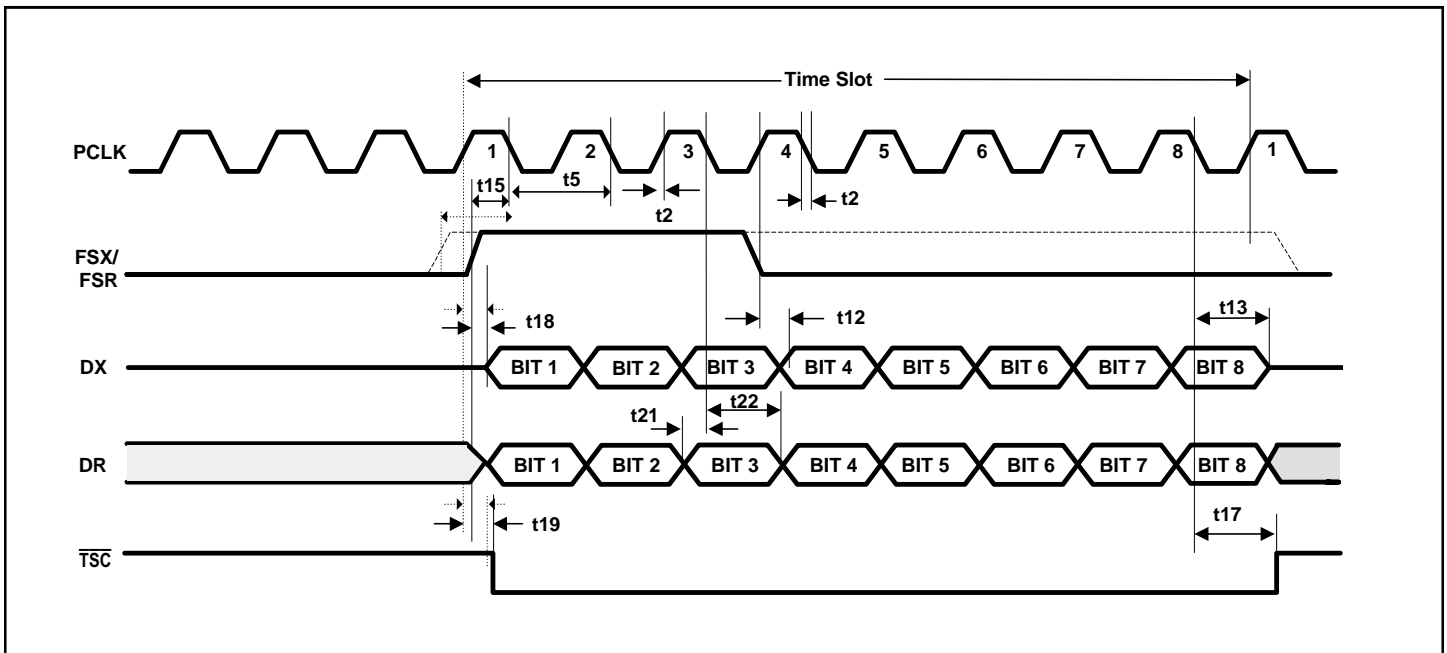 Time Slot
PCLK
1 2 3 4 5 6 7 8 1
t15 t5 t2 t2
FSX/
FSR
t18 t12 t13
DX
BIT 1 BIT 2 BIT 3 BIT 4 BIT 5 BIT 6 BIT 7 BIT 8
t21 t22
DR
BIT 1 BIT 2 BIT 3 BIT 4 BIT 5 BIT 6 BIT 7 BIT 8
t19 t17
TSC